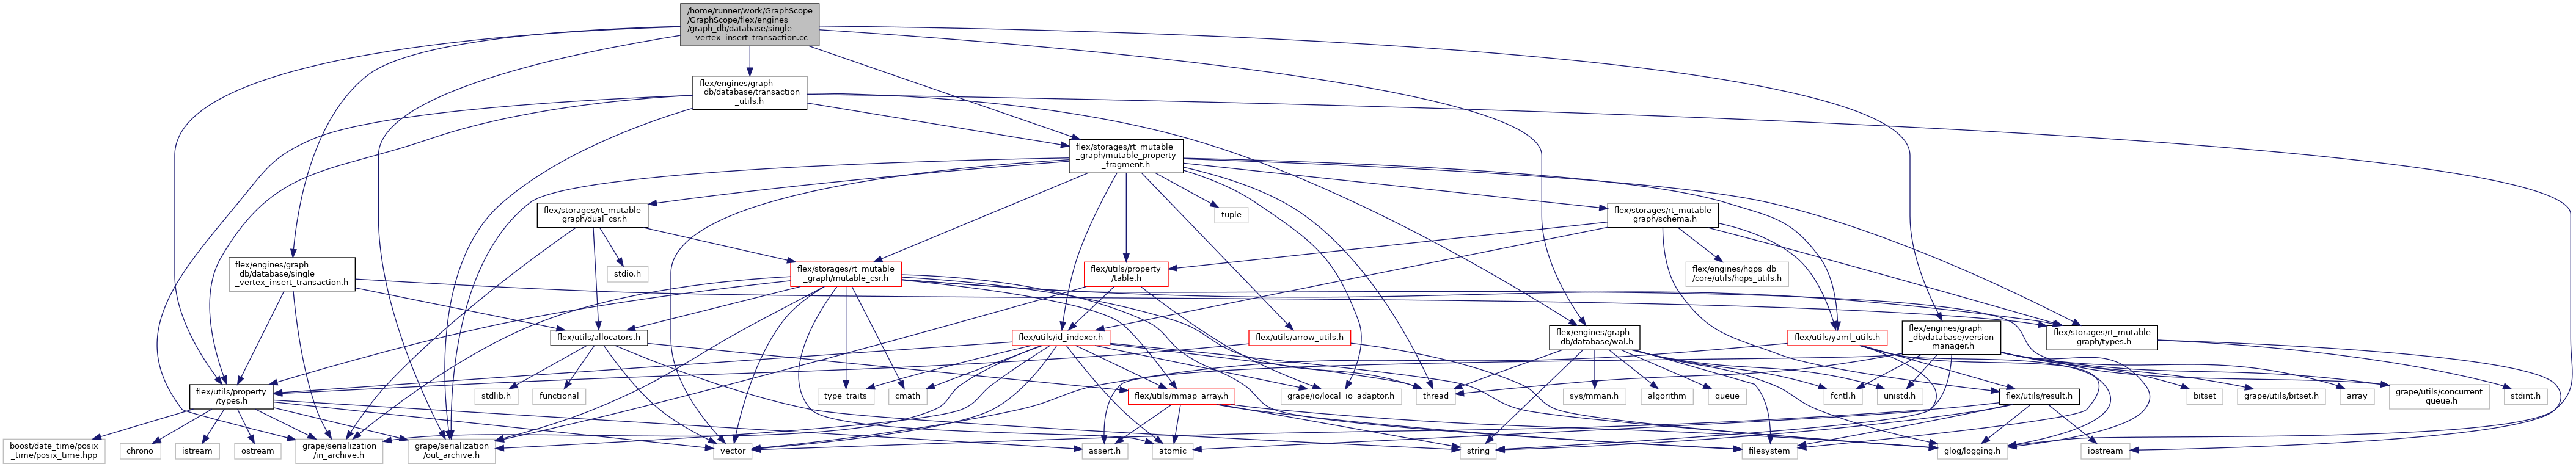 /home/runner/work/GraphScope
/GraphScope/flex/engines
/graph_db/database/single
_vertex_insert_transaction.cc
flex/engines/graph
_db/database/transaction
_utils.h
flex/storages/rt_mutable
_graph/mutable_property
_fragment.h
flex/storages/rt_mutable
_graph/dual_csr.h
tuple
flex/storages/rt_mutable
_graph/schema.h
flex/engines/graph
_db/database/single
_vertex_insert_transaction.h
stdio.h
flex/storages/rt_mutable
_graph/mutable_csr.h
flex/utils/property
/table.h
flex/engines/hqps_db
/core/utils/hqps_utils.h
flex/utils/allocators.h
flex/utils/id_indexer.h
flex/utils/arrow_utils.h
flex/engines/graph
_db/database/wal.h
flex/utils/yaml_utils.h
flex/engines/graph
_db/database/version
_manager.h
flex/storages/rt_mutable
_graph/types.h
flex/utils/property
/types.h
stdlib.h
functional
type_traits
cmath
flex/utils/mmap_array.h
grape/io/local_io_adaptor.h
thread
sys/mman.h
algorithm
queue
fcntl.h
unistd.h
flex/utils/result.h
bitset
grape/utils/bitset.h
array
grape/utils/concurrent
_queue.h
stdint.h
boost/date_time/posix
_time/posix_time.hpp
chrono
istream
ostream
grape/serialization
/in_archive.h
grape/serialization
/out_archive.h
vector
assert.h
atomic
string
filesystem
glog/logging.h
iostream